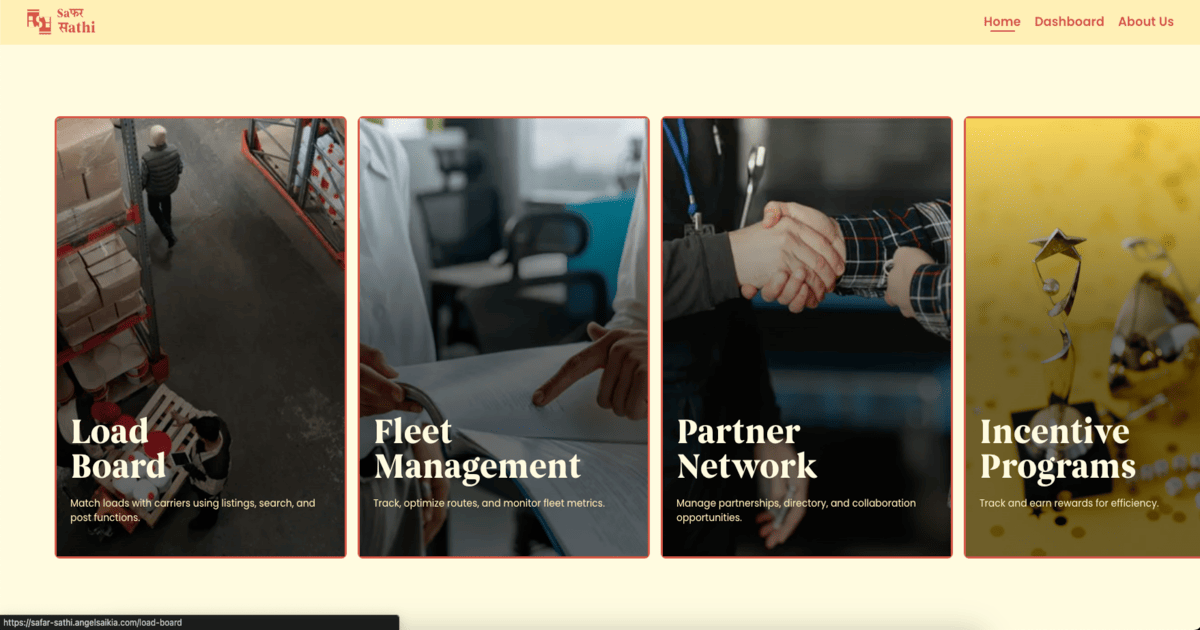 Saफर
सathi
Home
Dashboard
About Us
Load
Board
Match loads with carriers using listings, search, and
post functions.
Fleet
Management
Track, optimize routes, and monitor fleet metrics.
Partner
Network
Manage partnerships, directory, and collaboration
opportunities.
Incentive
Programs
Track and earn rewards for efficiency.
https://safar-sathi.angelsaikia.com/load-board